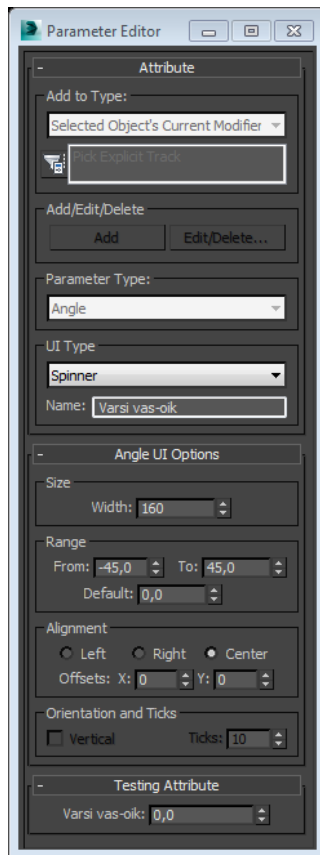 Parameter Editor
- Attribute
Add to Type:
Selected Object's Current Modifier
Pick Explicit Track
Add/Edit/Delete
Add Edit/Delete...
Parameter Type:
Angle
UI Type
Spinner
Name: Varsi vas-oik
- Angle UI Options
Size
Width: 160
Range
From: -45,0 To: 45,0
Default: 0,0
Alignment
Left Right Center
Offsets: X: 0 Y: 0
Orientation and Ticks
Vertical Ticks: 10
- Testing Attribute
Varsi vas-oik: 0,0